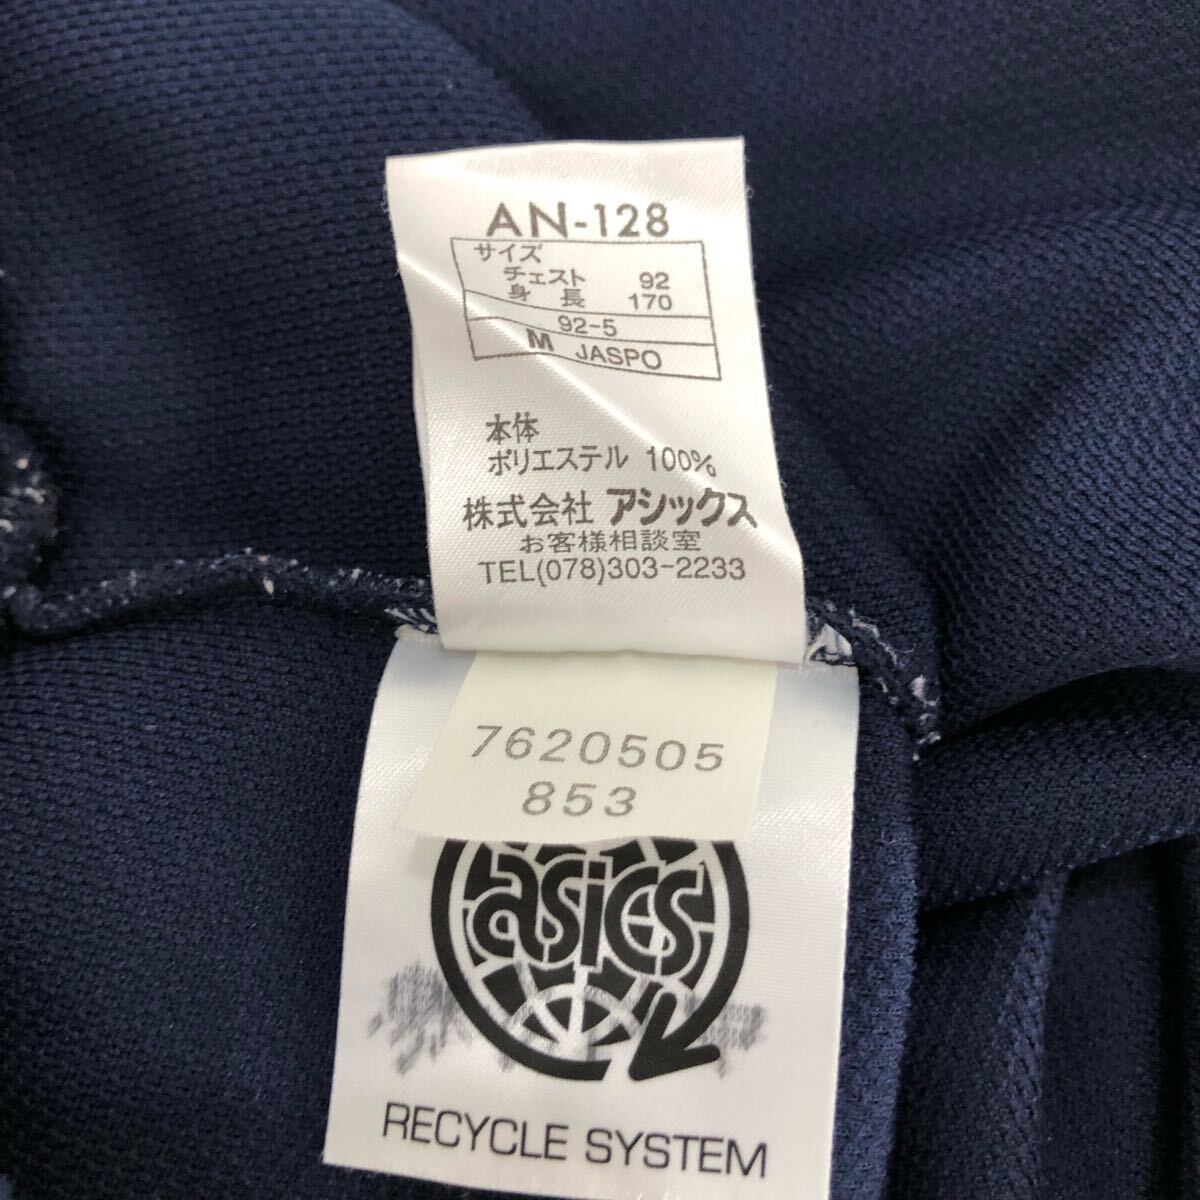 AN-128
サイズ
チェスト 92
身 長 170
92-5
M JASPO
本体
ポリエステル 100%
株式会社 アシックス
お客様相談室
TEL(078)303-2233
7620505
853
asics
RECYCLE SYSTEM